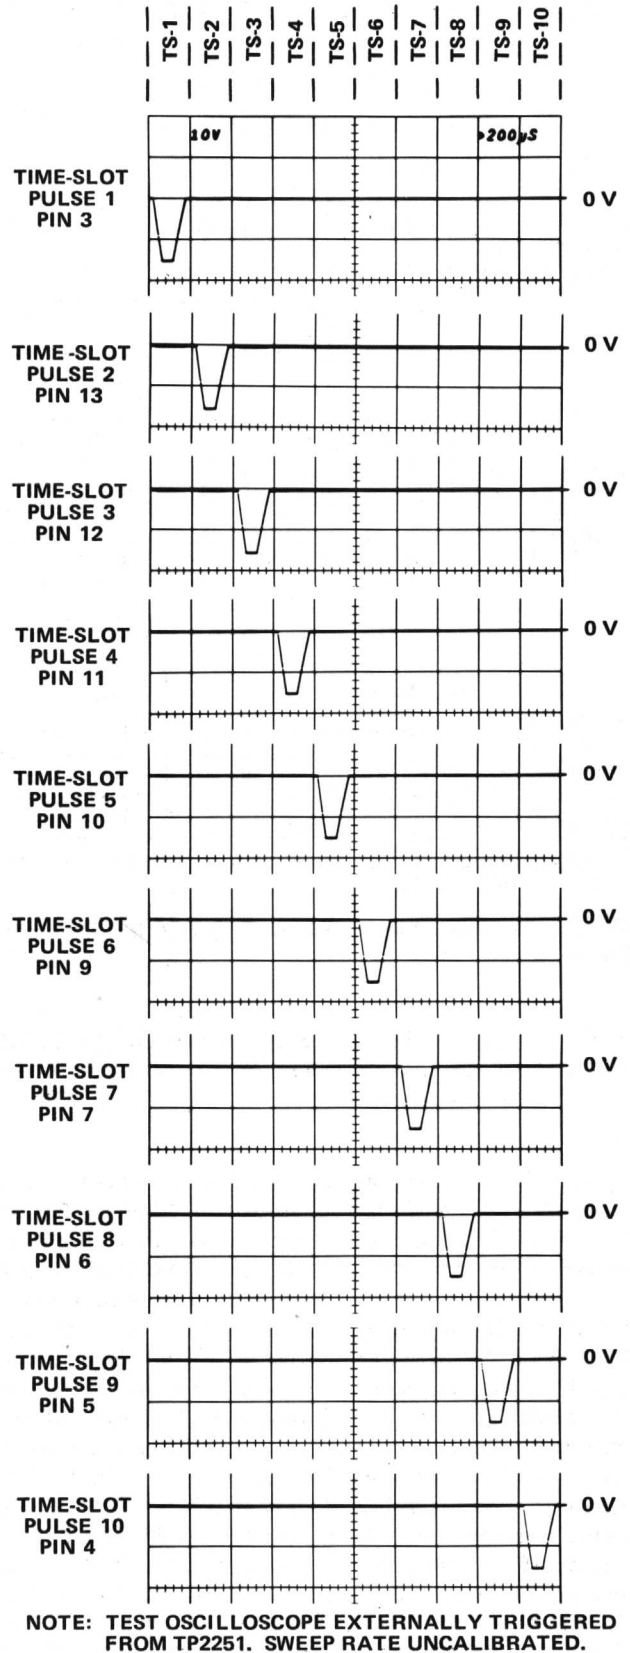 TS-1 TS-2 TS-3 TS-4 TS-5 TS-6 TS-7 TS-8 TS-9 TS-10
10V >200µS
TIME-SLOT
PULSE 1
PIN 3
0 V
TIME-SLOT
PULSE 2
PIN 13
0 V
TIME-SLOT
PULSE 3
PIN 12
0 V
TIME-SLOT
PULSE 4
PIN 11
0 V
TIME-SLOT
PULSE 5
PIN 10
0 V
TIME-SLOT
PULSE 6
PIN 9
0 V
TIME-SLOT
PULSE 7
PIN 7
0 V
TIME-SLOT
PULSE 8
PIN 6
0 V
TIME-SLOT
PULSE 9
PIN 5
0 V
TIME-SLOT
PULSE 10
PIN 4
0 V
NOTE: TEST OSCILLOSCOPE EXTERNALLY TRIGGERED
FROM TP2251. SWEEP RATE UNCALIBRATED.